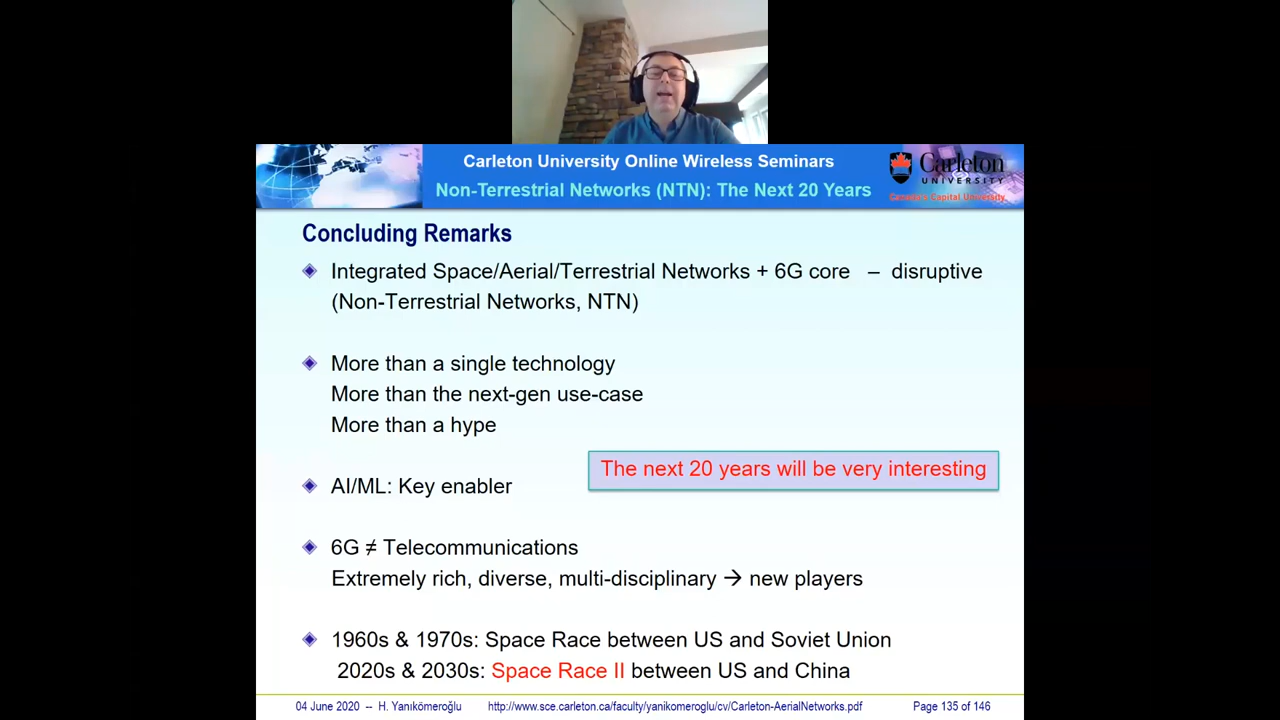 Carleton University Online Wireless Seminars
Non-Terrestrial Networks (NTN): The Next 20 Years
Carleton
UNIVERSITY
Canada's Capital University
Concluding Remarks
Integrated Space/Aerial/Terrestrial Networks + 6G core – disruptive
(Non-Terrestrial Networks, NTN)
More than a single technology
More than the next-gen use-case
More than a hype
The next 20 years will be very interesting
AI/ML: Key enabler
6G ≠ Telecommunications
Extremely rich, diverse, multi-disciplinary → new players
1960s & 1970s: Space Race between US and Soviet Union
2020s & 2030s: Space Race II between US and China
04 June 2020 -- H. Yanıkömeroğlu http://www.sce.carleton.ca/faculty/yanikomeroglu/cv/Carleton-AerialNetworks.pdf Page 135 of 146